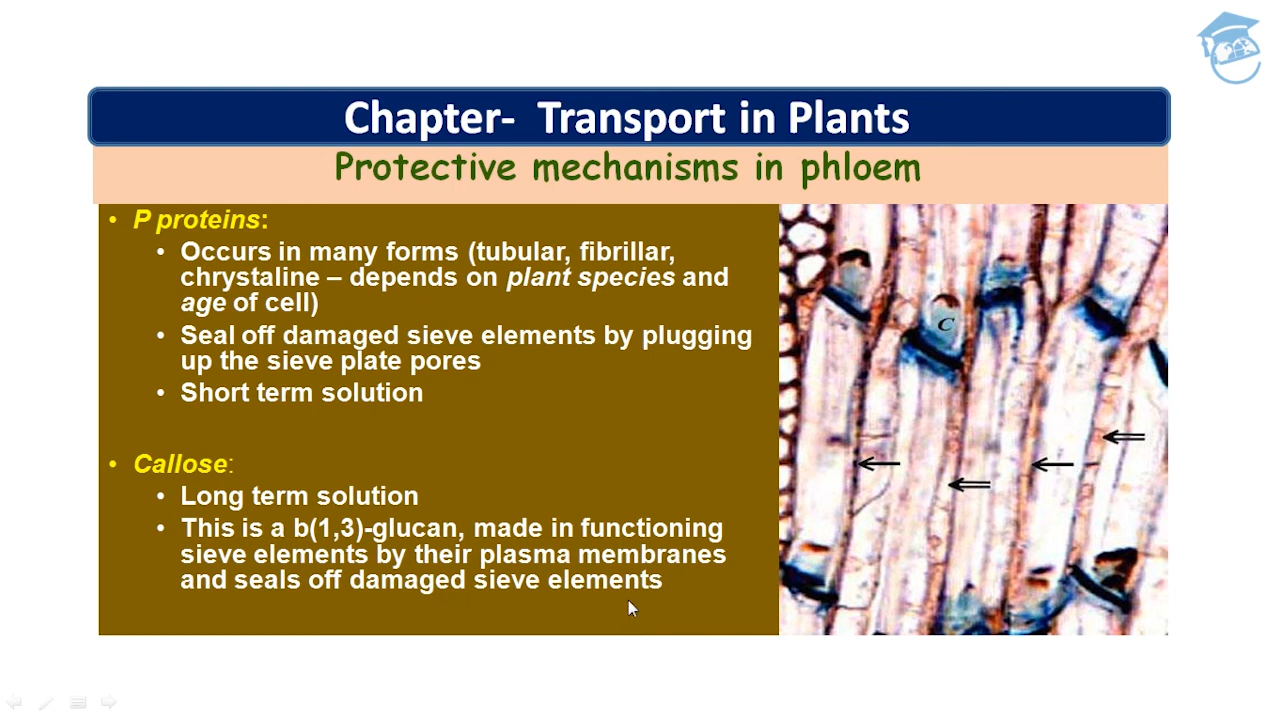 Chapter- Transport in Plants
Protective mechanisms in phloem
• P proteins:
• Occurs in many forms (tubular, fibrillar,
chrystaline – depends on plant species and
age of cell)
• Seal off damaged sieve elements by plugging
up the sieve plate pores
• Short term solution
• Callose:
• Long term solution
• This is a b(1,3)-glucan, made in functioning
sieve elements by their plasma membranes
and seals off damaged sieve elements
C